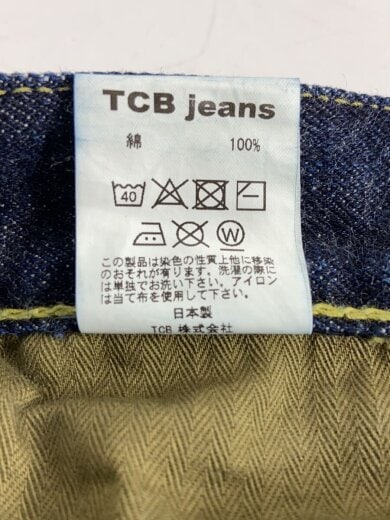 TCB jeans
綿 100%
40
W
この製品は染色の性質上他に移染
のおそれが有ります。洗濯の際に
は単独でお洗い下さい。アイロン
は当て布を使用して下さい。
日本製
TCB 株式会社